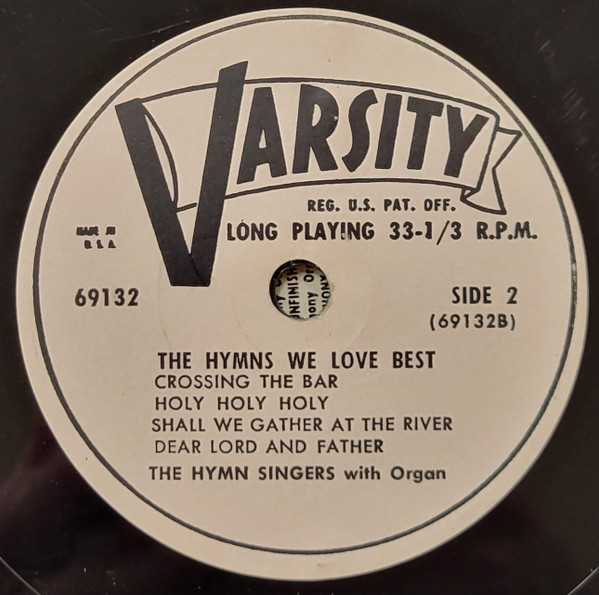 VARSITY
REG. U.S. PAT. OFF.
LONG PLAYING 33-1/3 R.P.M.
MADE IN
U.S.A.
69132
SIDE 2
(69132B)
THE HYMNS WE LOVE BEST
CROSSING THE BAR
HOLY HOLY HOLY
SHALL WE GATHER AT THE RIVER
DEAR LORD AND FATHER
THE HYMN SINGERS with Organ